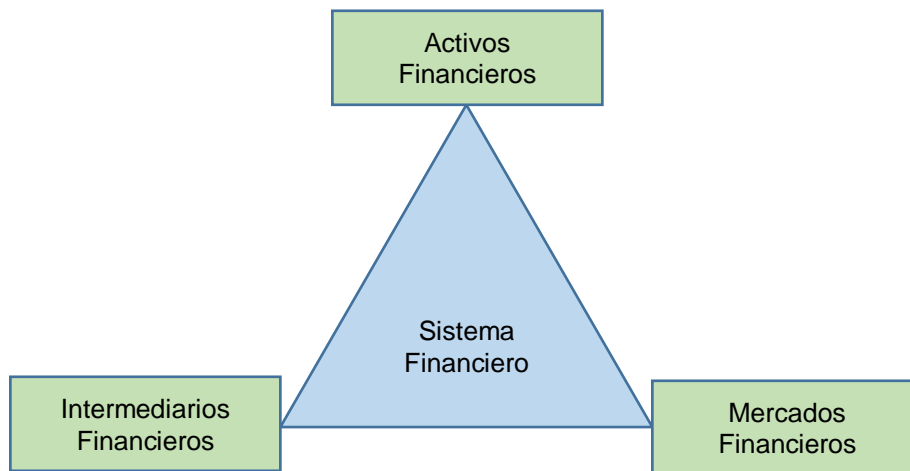 Activos
Financieros
Sistema
Financiero
Intermediarios
Financieros
Mercados
Financieros